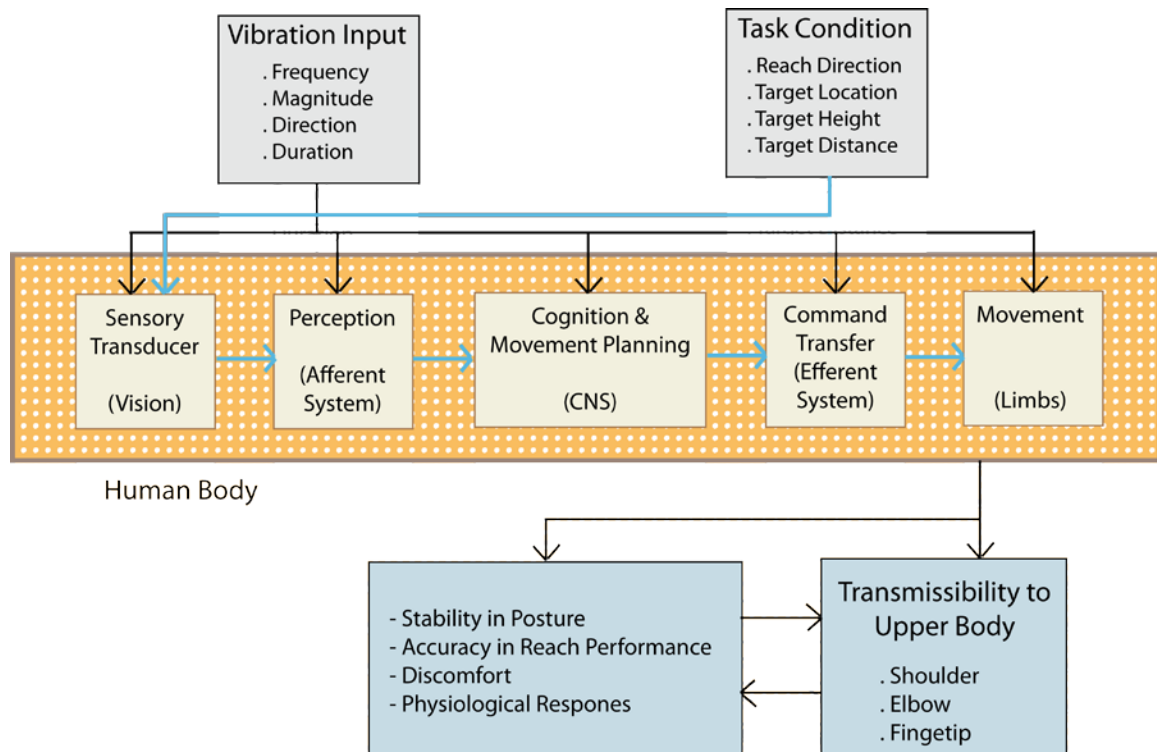 Vibration Input
. Frequency
. Magnitude
. Direction
. Duration
Task Condition
. Reach Direction
. Target Location
. Target Height
. Target Distance
Sensory
Transducer
(Vision)
Perception
(Afferent
System)
Cognition &
Movement Planning
(CNS)
Command
Transfer
(Efferent
System)
Movement
(Limbs)
Human Body
- Stability in Posture
- Accuracy in Reach Performance
- Discomfort
- Physiological Respones
Transmissibility to
Upper Body
. Shoulder
. Elbow
. Fingetip